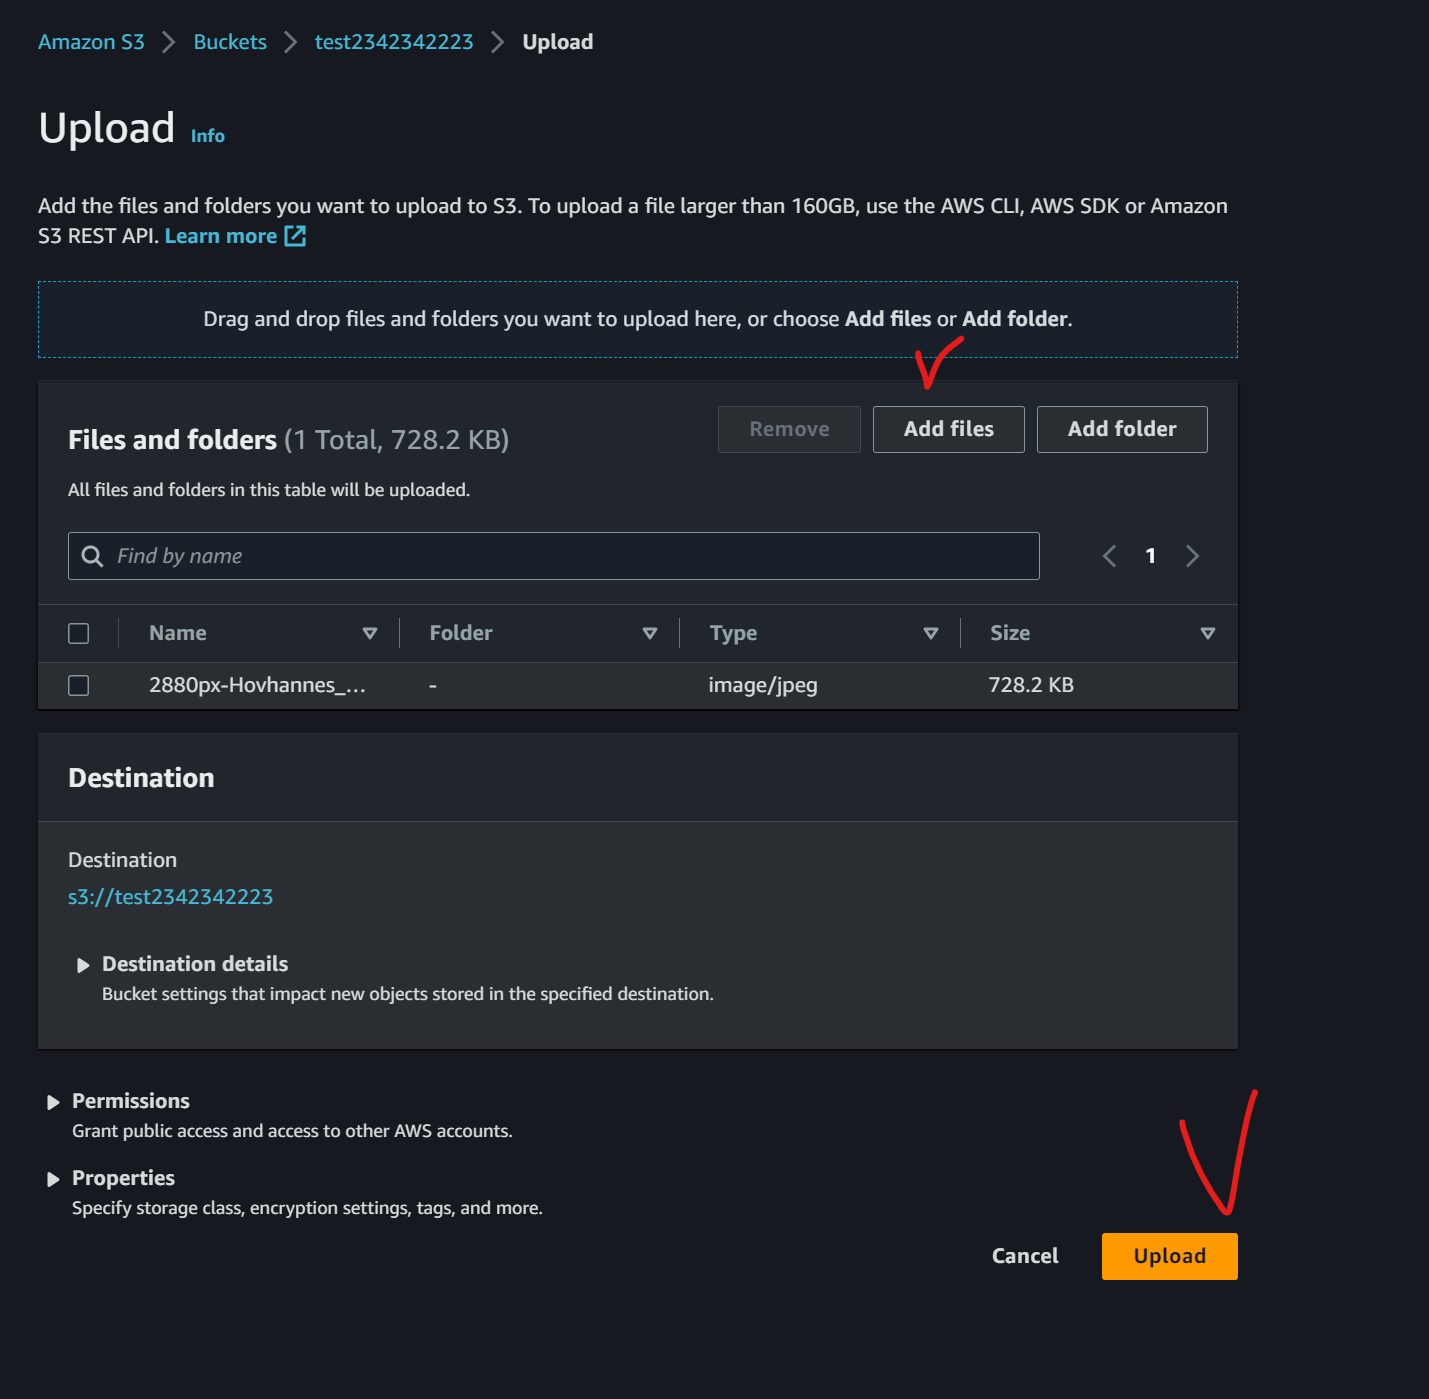 Amazon S3 > Buckets > test2342342223 > Upload
Upload Info
Add the files and folders you want to upload to S3. To upload a file larger than 160GB, use the AWS CLI, AWS SDK or Amazon
S3 REST API. Learn more
Drag and drop files and folders you want to upload here, or choose Add files or Add folder.
Files and folders (1 Total, 728.2 KB)
Remove
Add files
Add folder
All files and folders in this table will be uploaded.
Find by name
1
Name Folder Type Size
2880px-Hovhannes_... - image/jpeg 728.2 KB
Destination
Destination
s3://test2342342223
Destination details
Bucket settings that impact new objects stored in the specified destination.
Permissions
Grant public access and access to other AWS accounts.
Properties
Specify storage class, encryption settings, tags, and more.
Cancel Upload